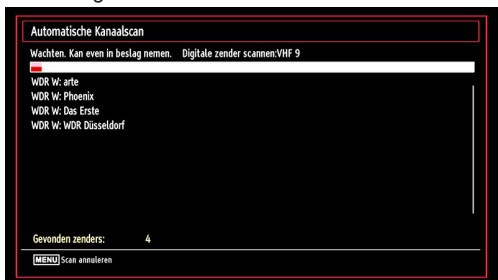 Automatische Kanaalscan
Wachten. Kan even in beslag nemen. Digitale zender scannen:VHF 9
WDR W: arte
WDR W: Phoenix
WDR W: Das Erste
WDR W: WDR Düsseldorf
Gevonden zenders: 4
MENU Scan annuleren